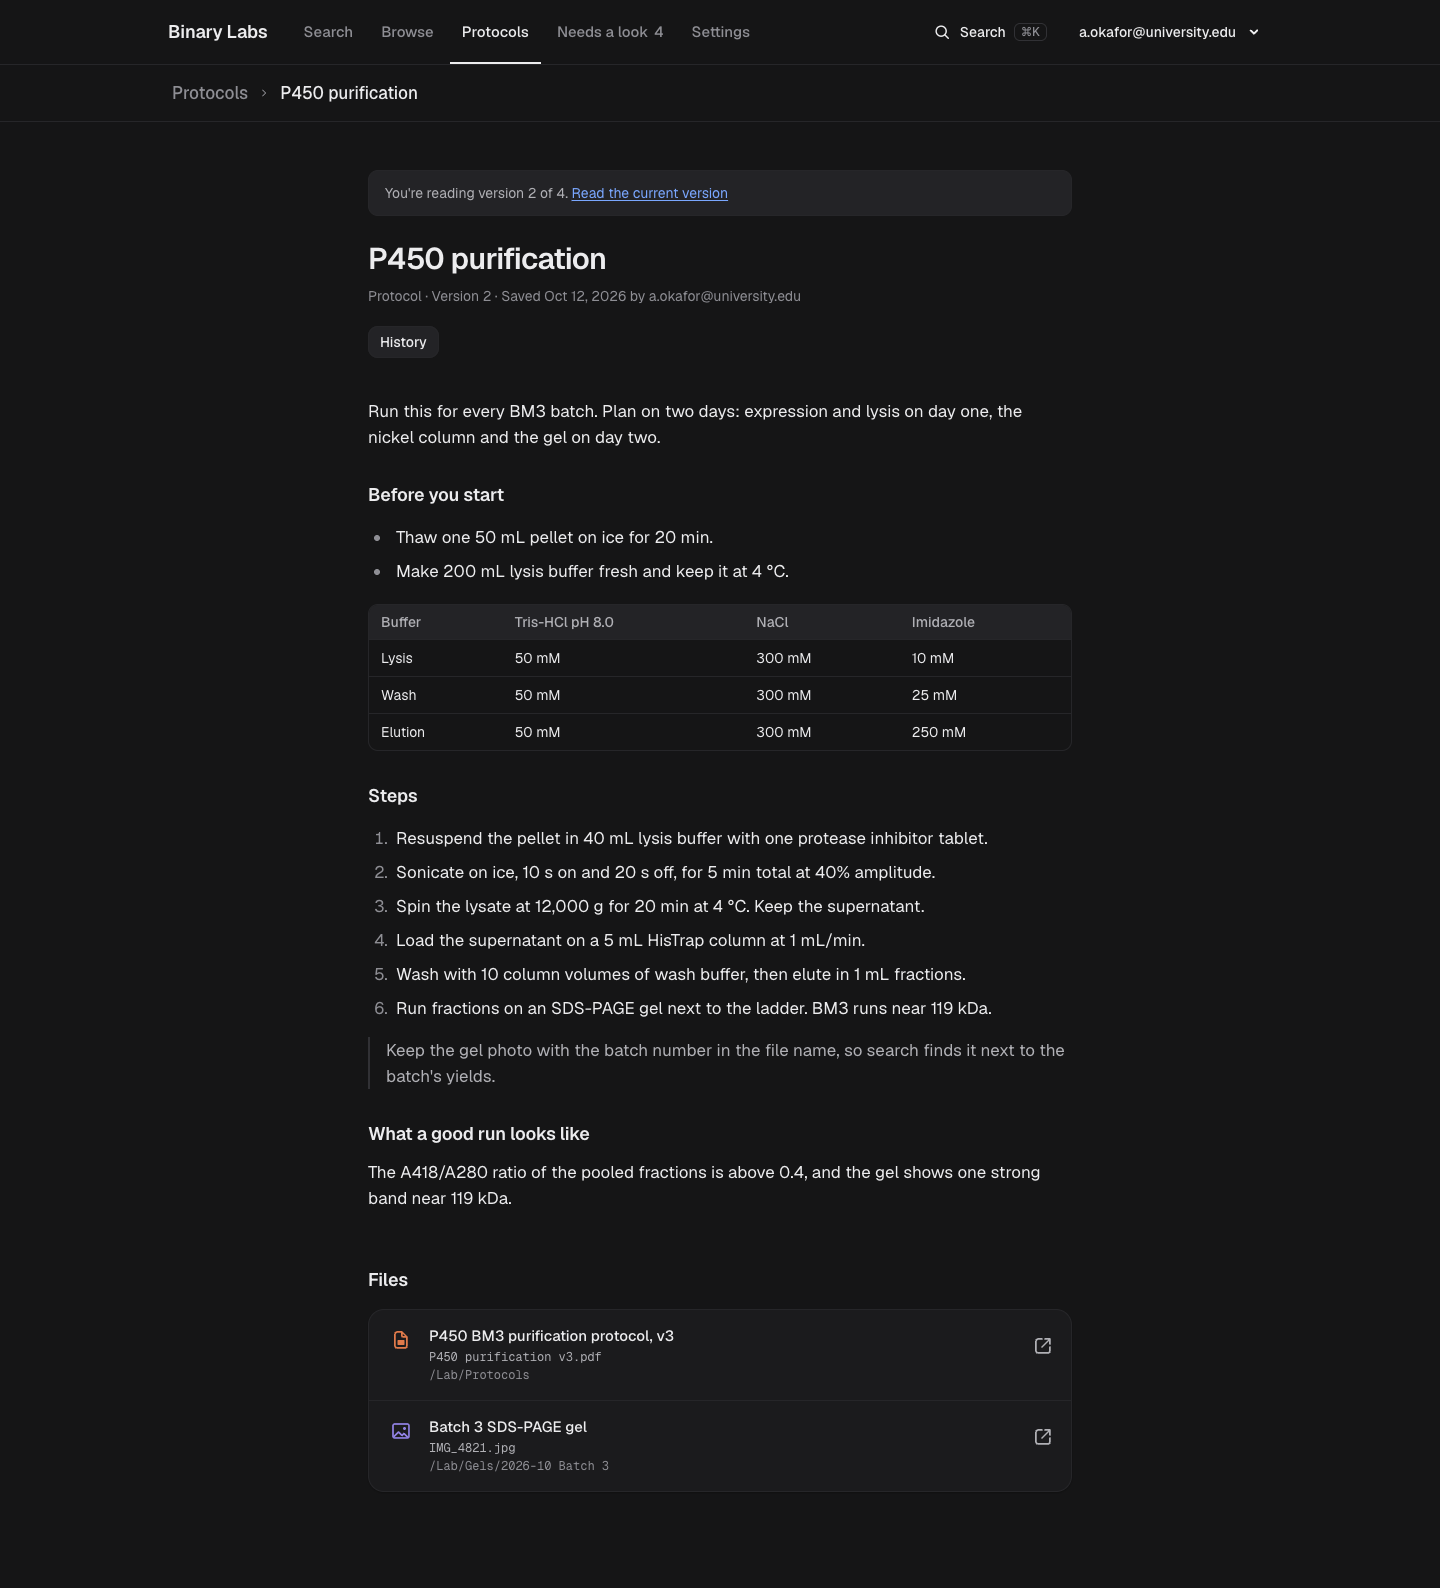 Binary Labs Search Browse Protocols Needs a look 4 Settings Search ⌘K a.okafor@university.edu
Protocols › P450 purification
You're reading version 2 of 4. Read the current version
P450 purification
Protocol · Version 2 · Saved Oct 12, 2026 by a.okafor@university.edu
History
Run this for every BM3 batch. Plan on two days: expression and lysis on day one, the
nickel column and the gel on day two.
Before you start
• Thaw one 50 mL pellet on ice for 20 min.
• Make 200 mL lysis buffer fresh and keep it at 4 °C.
Buffer Tris-HCl pH 8.0 NaCl Imidazole
Lysis 50 mM 300 mM 10 mM
Wash 50 mM 300 mM 25 mM
Elution 50 mM 300 mM 250 mM
Steps
1. Resuspend the pellet in 40 mL lysis buffer with one protease inhibitor tablet.
2. Sonicate on ice, 10 s on and 20 s off, for 5 min total at 40% amplitude.
3. Spin the lysate at 12,000 g for 20 min at 4 °C. Keep the supernatant.
4. Load the supernatant on a 5 mL HisTrap column at 1 mL/min.
5. Wash with 10 column volumes of wash buffer, then elute in 1 mL fractions.
6. Run fractions on an SDS-PAGE gel next to the ladder. BM3 runs near 119 kDa.
Keep the gel photo with the batch number in the file name, so search finds it next to the
batch's yields.
What a good run looks like
The A418/A280 ratio of the pooled fractions is above 0.4, and the gel shows one strong
band near 119 kDa.
Files
P450 BM3 purification protocol, v3
P450 purification v3.pdf
/Lab/Protocols
Batch 3 SDS-PAGE gel
IMG_4821.jpg
/Lab/Gels/2026-10 Batch 3